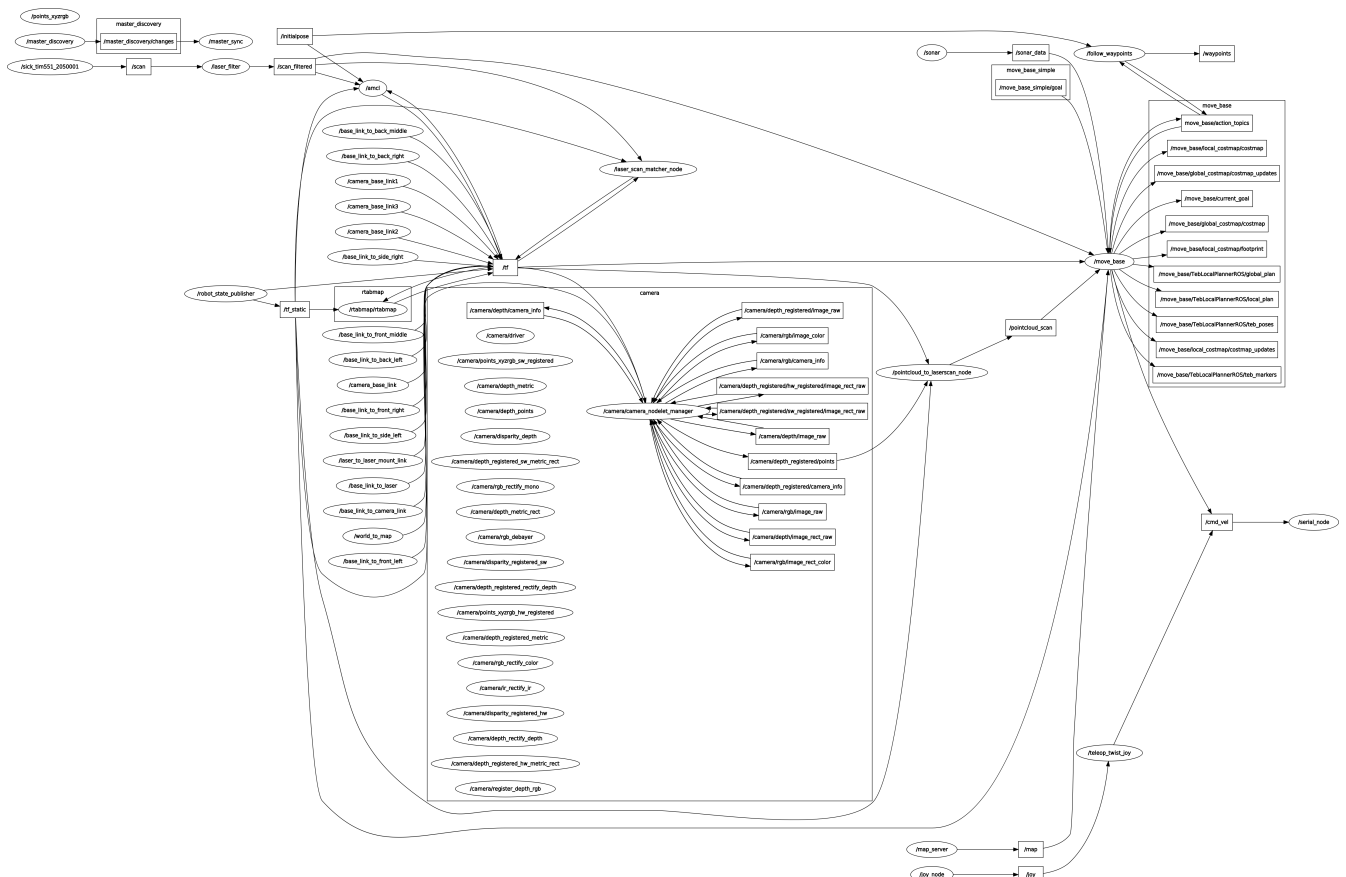 /points_xyzrgb
master_discovery
/master_discovery
/master_discovery/changes
/master_sync
/sick_tim551_2050001
/scan
/laser_filter
/initialpose
/scan_filtered
/amcl
/base_link_to_back_middle
/base_link_to_back_right
/camera_base_link1
/camera_base_link3
/camera_base_link2
/base_link_to_side_right
/robot_state_publisher
/tf_static
rtabmap
/rtabmap/rtabmap
/base_link_to_front_middle
/base_link_to_back_left
/camera_base_link
/base_link_to_front_right
/base_link_to_side_left
/laser_to_laser_mount_link
/base_link_to_laser
/base_link_to_camera_link
/world_to_map
/base_link_to_front_left
/tf
/laser_scan_matcher_node
camera
/camera/depth/camera_info
/camera/driver
/camera/points_xyzrgb_sw_registered
/camera/depth_metric
/camera/depth_points
/camera/disparity_depth
/camera/depth_registered_sw_metric_rect
/camera/rgb_rectify_mono
/camera/depth_metric_rect
/camera/rgb_debayer
/camera/disparity_registered_sw
/camera/depth_registered_rectify_depth
/camera/points_xyzrgb_hw_registered
/camera/depth_registered_metric
/camera/rgb_rectify_color
/camera/ir_rectify_ir
/camera/disparity_registered_hw
/camera/depth_rectify_depth
/camera/depth_registered_hw_metric_rect
/camera/register_depth_rgb
/camera/camera_nodelet_manager
/camera/depth_registered/image_raw
/camera/rgb/image_color
/camera/rgb/camera_info
/camera/depth_registered/hw_registered/image_rect_raw
/camera/depth_registered/sw_registered/image_rect_raw
/camera/depth/image_raw
/camera/depth_registered/points
/camera/depth_registered/camera_info
/camera/rgb/image_raw
/camera/depth/image_rect_raw
/camera/rgb/image_rect_color
/pointcloud_to_laserscan_node
/pointcloud_scan
/sonar
/sonar_data
move_base_simple
/move_base_simple/goal
/follow_waypoints
/waypoints
/move_base
move_base
move_base/action_topics
/move_base/local_costmap/costmap
/move_base/global_costmap/costmap_updates
/move_base/current_goal
/move_base/global_costmap/costmap
/move_base/local_costmap/footprint
/move_base/TebLocalPlannerROS/global_plan
/move_base/TebLocalPlannerROS/local_plan
/move_base/TebLocalPlannerROS/teb_poses
/move_base/local_costmap/costmap_updates
/move_base/TebLocalPlannerROS/teb_markers
/cmd_vel
/serial_node
/teleop_twist_joy
/map_server
/map
/joy_node
/joy